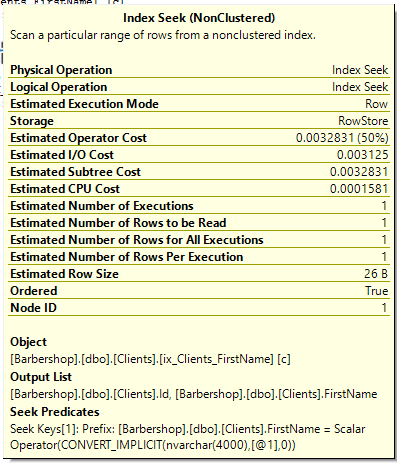 Index Seek (NonClustered)
Scan a particular range of rows from a nonclustered index.
Physical Operation Index Seek
Logical Operation Index Seek
Estimated Execution Mode Row
Storage RowStore
Estimated Operator Cost 0.0032831 (50%)
Estimated I/O Cost 0.003125
Estimated Subtree Cost 0.0032831
Estimated CPU Cost 0.0001581
Estimated Number of Executions 1
Estimated Number of Rows to be Read 1
Estimated Number of Rows for All Executions 1
Estimated Number of Rows Per Execution 1
Estimated Row Size 26 B
Ordered True
Node ID 1
Object
[Barbershop].[dbo].[Clients].[ix_Clients_FirstName] [c]
Output List
[Barbershop].[dbo].[Clients].Id, [Barbershop].[dbo].[Clients].FirstName
Seek Predicates
Seek Keys[1]: Prefix: [Barbershop].[dbo].[Clients].FirstName = Scalar
Operator(CONVERT_IMPLICIT(nvarchar(4000),[@1],0))